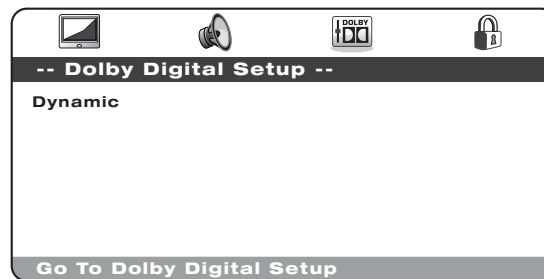 DOLBY
-- Dolby Digital Setup --
Dynamic
Go To Dolby Digital Setup